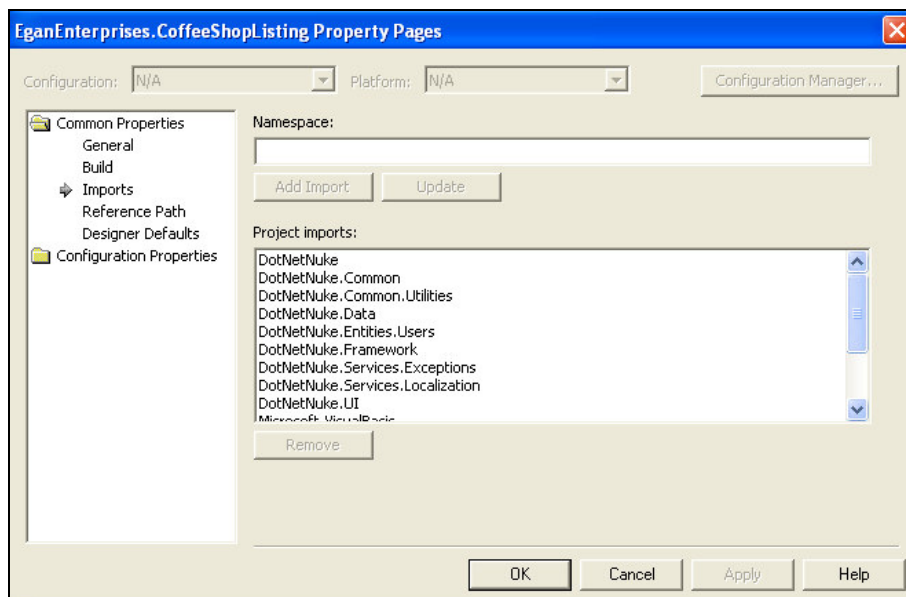 EganEnterprises.CoffeeShopListing Property Pages
Configuration: N/A Platform: N/A Configuration Manager...
Common Properties
General
Build
Imports
Reference Path
Designer Defaults
Configuration Properties
Namespace:
Add Import Update
Project imports:
DotNetNuke
DotNetNuke.Common
DotNetNuke.Common.Utilities
DotNetNuke.Data
DotNetNuke.Entities.Users
DotNetNuke.Framework
DotNetNuke.Services.Exceptions
DotNetNuke.Services.Localization
DotNetNuke.UI
Microsoft.VisualBasic
Remove
OK Cancel Apply Help